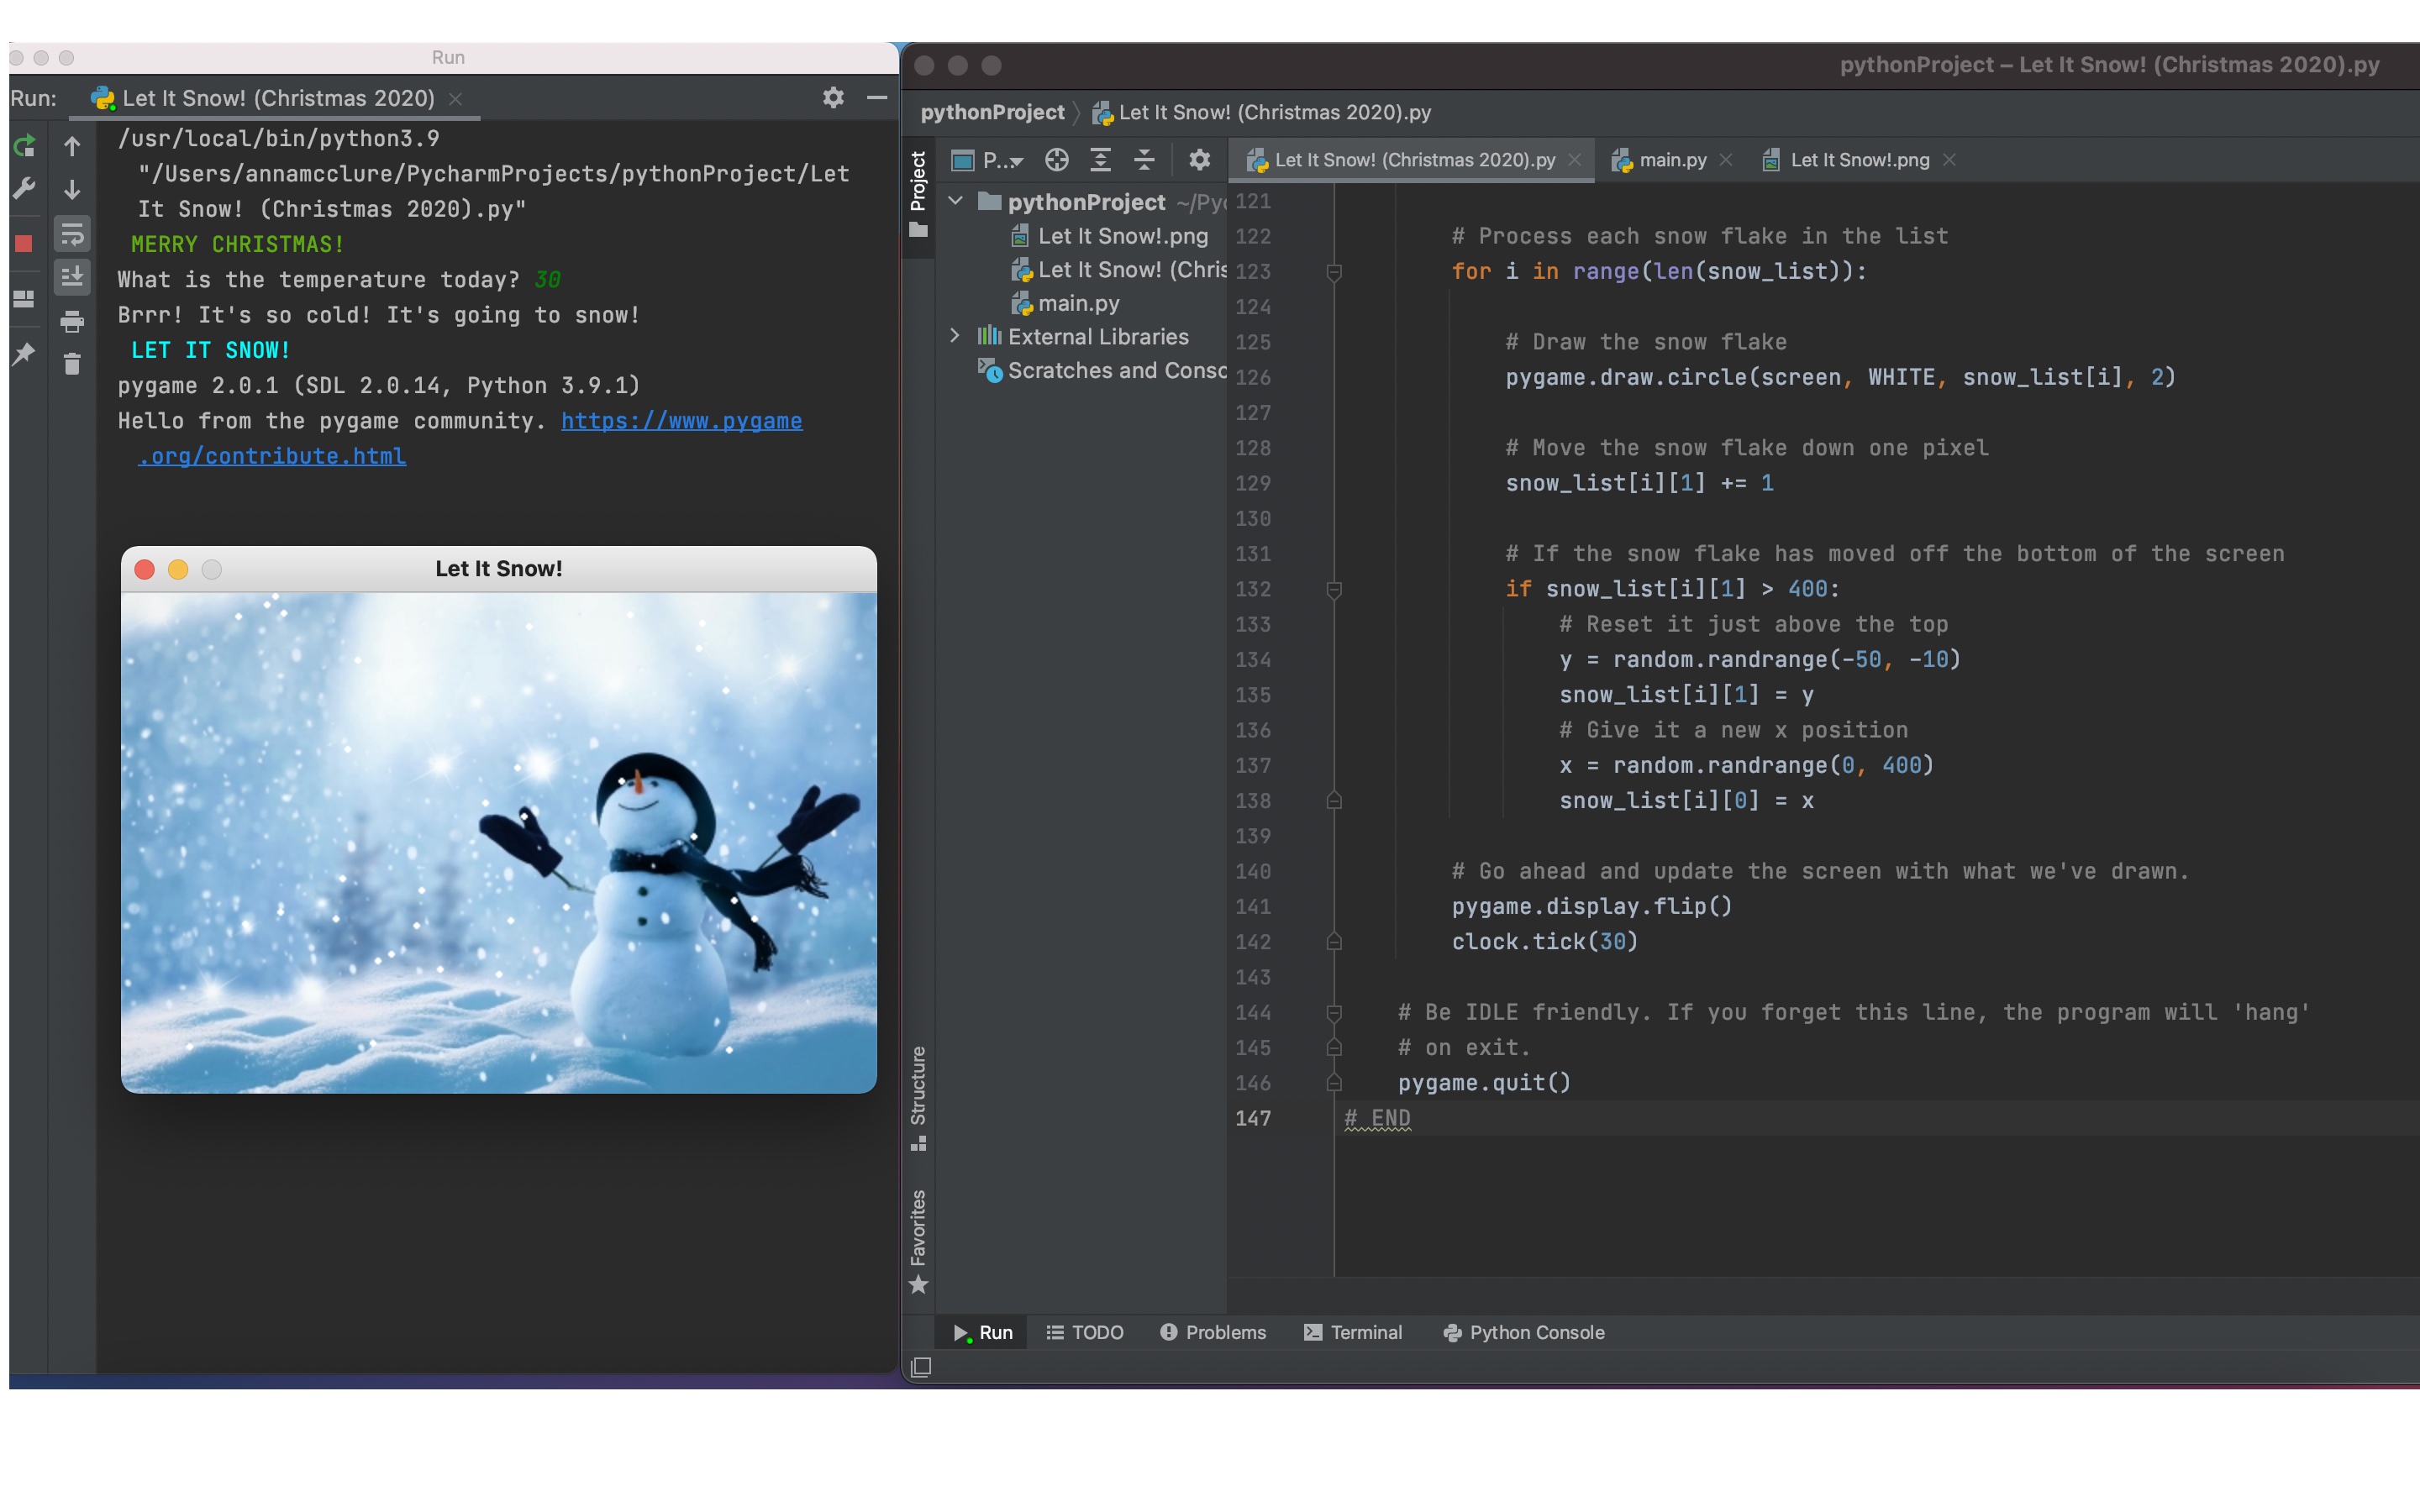 Run
Run:
Let It Snow! (Christmas 2020)
/usr/local/bin/python3.9
"/Users/annamcclure/PycharmProjects/pythonProject/Let
It Snow! (Christmas 2020).py"
MERRY CHRISTMAS!
What is the temperature today? 30
Brrr! It's so cold! It's going to snow!
LET IT SNOW!
pygame 2.0.1 (SDL 2.0.14, Python 3.9.1)
Hello from the pygame community. https://www.pygame
.org/contribute.html
Let It Snow!
pythonProject – Let It Snow! (Christmas 2020).py
pythonProject
Let It Snow! (Christmas 2020).py
Project
P...
Let It Snow! (Christmas 2020).py
main.py
Let It Snow!.png
pythonProject ~/Pyc
Let It Snow!.png
Let It Snow! (Chris
main.py
External Libraries
Scratches and Consc
Structure
Favorites
121
122 # Process each snow flake in the list
123 for i in range(len(snow_list)):
124
125 # Draw the snow flake
126 pygame.draw.circle(screen, WHITE, snow_list[i], 2)
127
128 # Move the snow flake down one pixel
129 snow_list[i][1] += 1
130
131 # If the snow flake has moved off the bottom of the screen
132 if snow_list[i][1] > 400:
133 # Reset it just above the top
134 y = random.randrange(-50, -10)
135 snow_list[i][1] = y
136 # Give it a new x position
137 x = random.randrange(0, 400)
138 snow_list[i][0] = x
139
140 # Go ahead and update the screen with what we've drawn.
141 pygame.display.flip()
142 clock.tick(30)
143
144 # Be IDLE friendly. If you forget this line, the program will 'hang'
145 # on exit.
146 pygame.quit()
147 # END
Run
TODO
Problems
Terminal
Python Console